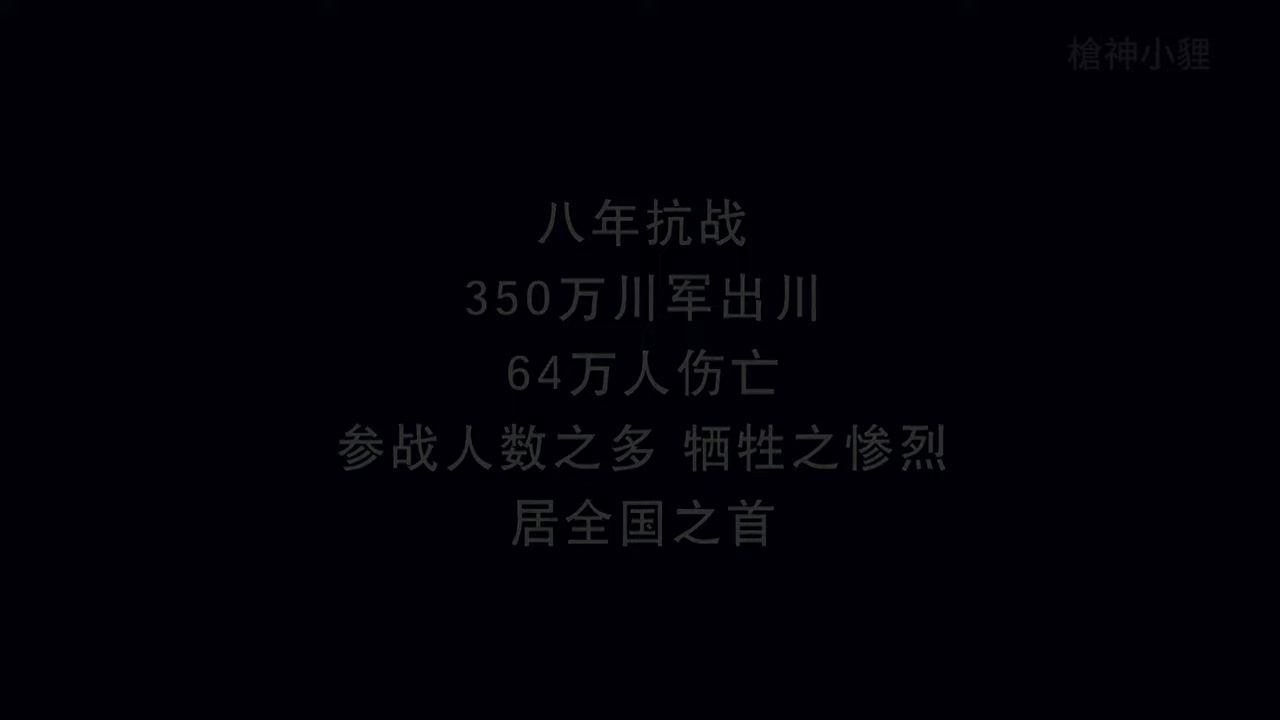 槍神小貍
八年抗战
350万川军出川
64万人伤亡
参战人数之多 牺牲之惨烈
居全国之首